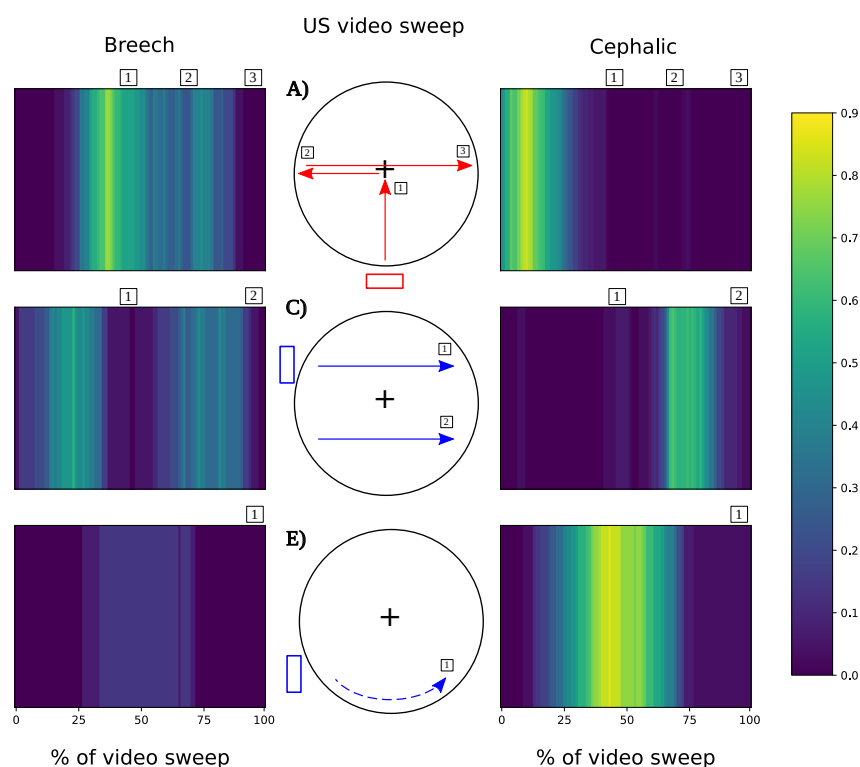 US video sweep
Breech
Cephalic
1 2 3
A)
1 2 3
2
3
1
0.9
0.8
0.7
0.6
0.5
0.4
0.3
0.2
0.1
0.0
1 2
C)
1 2
1
2
1
E)
1
1
0 25 50 75 100
0 25 50 75 100
% of video sweep
% of video sweep